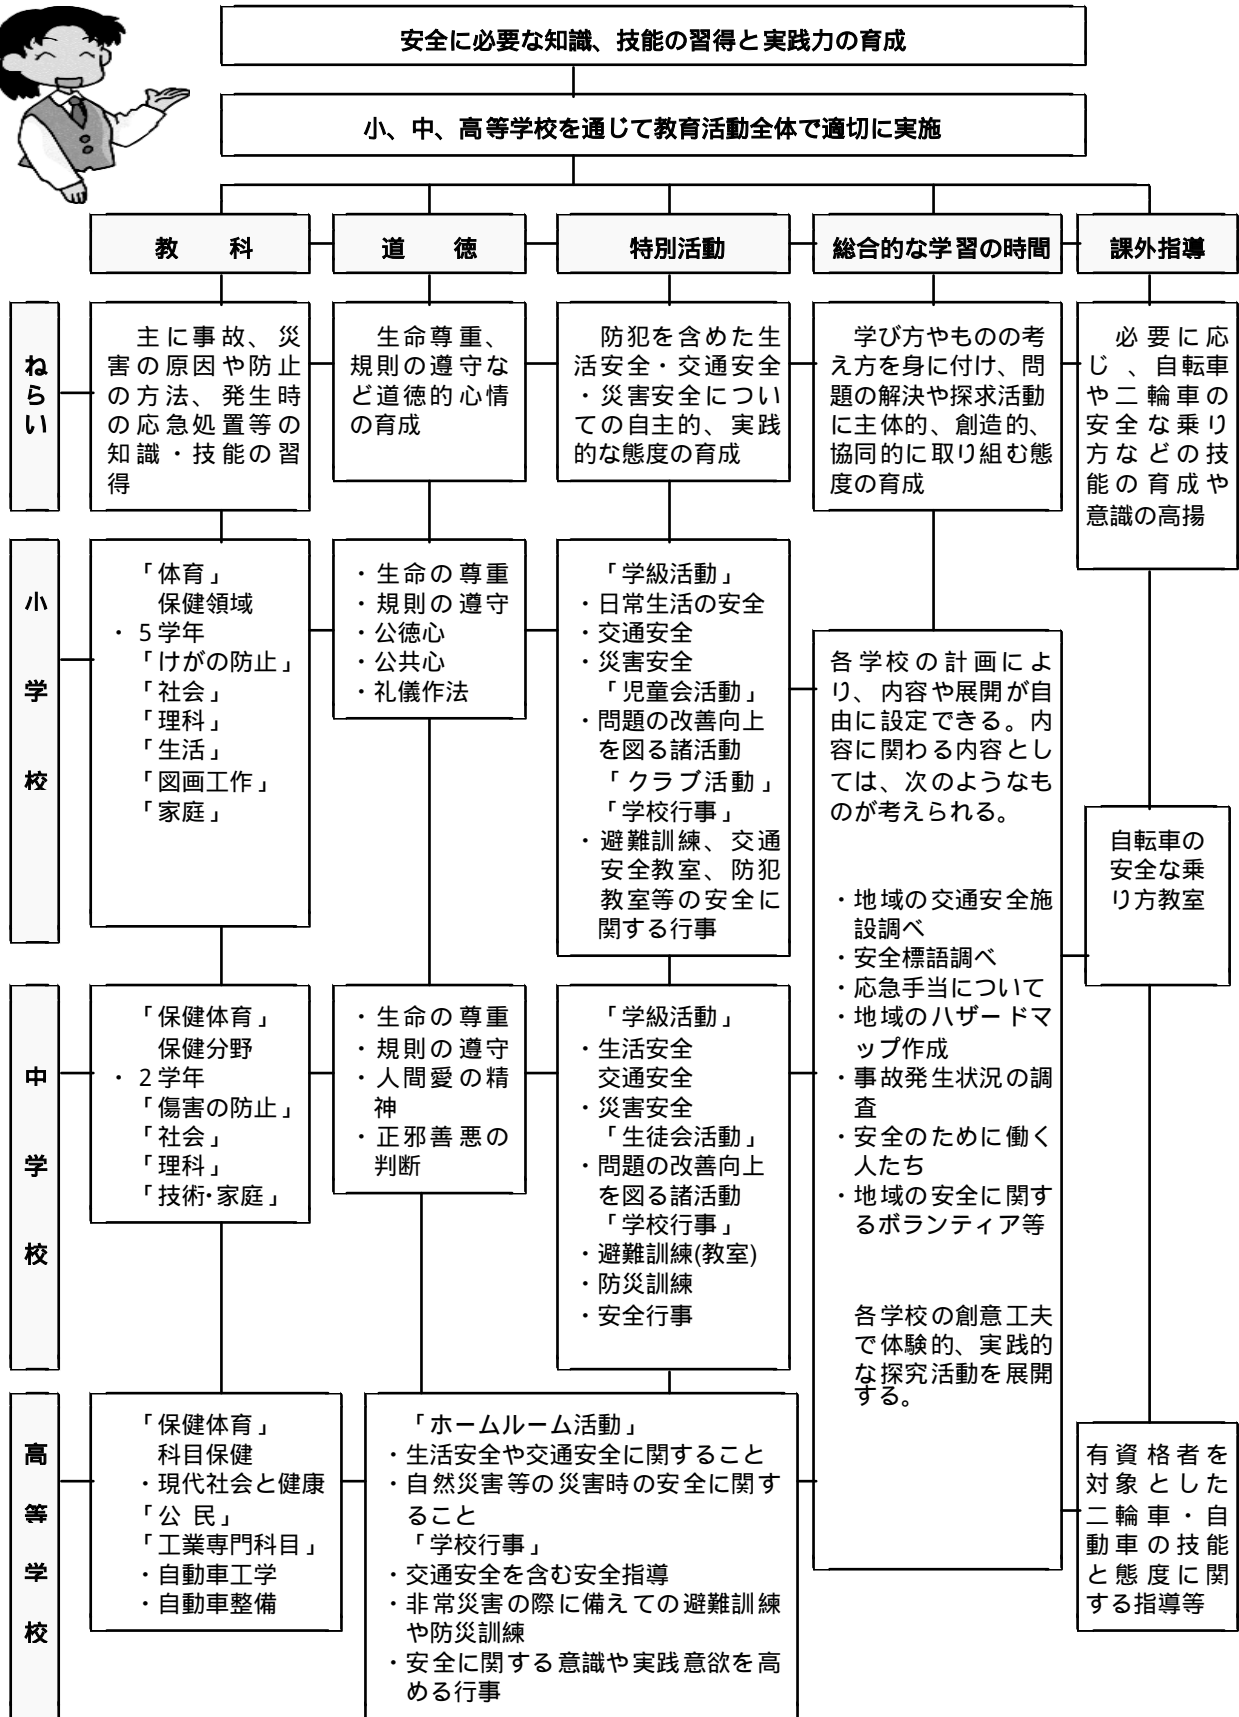 安全に必要な知識、技能の習得と実践力の育成
小、中、高等学校を通じて教育活動全体で適切に実施
教　科
道　徳
特別活動
総合的な学習の時間
課外指導
ねらい
主に事故、災
害の原因や防止
の方法、発生時
の応急処置等の
知識・技能の習
得
生命尊重、
規則の遵守な
ど道徳的心情
の育成
防犯を含めた生
活安全・交通安全
・災害安全につい
ての自主的、実践
的な態度の育成
学び方やものの考
え方を身に付け、問
題の解決や探求活動
に主体的、創造的、
協同的に取り組む態
度の育成
必要に応
じ、自転車
や二輪車の
安全な乗り
方などの技
能の育成や
意識の高揚
小学校
「体育」
保健領域
・5学年
「けがの防止」
「社会」
「理科」
「生活」
「図画工作」
「家庭」
・生命の尊重
・規則の遵守
・公徳心
・公共心
・礼儀作法
「学級活動」
・日常生活の安全
・交通安全
・災害安全
「児童会活動」
・問題の改善向上
を図る諸活動
「クラブ活動」
「学校行事」
・避難訓練、交通
安全教室、防犯
教室等の安全に
関する行事
各学校の計画によ
り、内容や展開が自
由に設定できる。内
容に関わる内容とし
ては、次のようなも
のが考えられる。
・地域の交通安全施
設調べ
・安全標語調べ
・応急手当について
・地域のハザードマ
ップ作成
・事故発生状況の調
査
・安全のために働く
人たち
・地域の安全に関す
るボランティア等
各学校の創意工夫
で体験的、実践的
な探究活動を展開
する。
自転車の
安全な乗
り方教室
中学校
「保健体育」
保健分野
・2学年
「傷害の防止」
「社会」
「理科」
「技術・家庭」
・生命の尊重
・規則の遵守
・人間愛の精
神
・正邪善悪の
判断
「学級活動」
・生活安全
交通安全
・災害安全
「生徒会活動」
・問題の改善向上
を図る諸活動
「学校行事」
・避難訓練(教室)
・防災訓練
・安全行事
高等学校
「保健体育」
科目保健
・現代社会と健康
「公 民」
「工業専門科目」
・自動車工学
・自動車整備
「ホームルーム活動」
・生活安全や交通安全に関すること
・自然災害等の災害時の安全に関す
ること
「学校行事」
・交通安全を含む安全指導
・非常災害の際に備えての避難訓練
や防災訓練
・安全に関する意識や実践意欲を高
める行事
有資格者を
対象とした
二輪車・自
動車の技能
と態度に関
する指導等